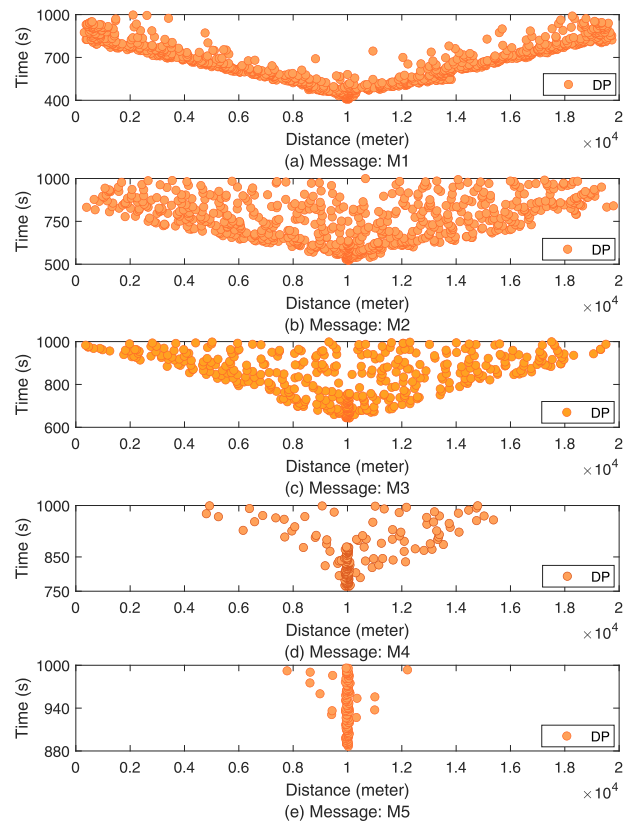 1000
700
400
Time (s)
DP
0 0.2 0.4 0.6 0.8 1 1.2 1.4 1.6 1.8 2
Distance (meter)
×10^4
(a) Message: M1
1000
750
500
Time (s)
DP
0 0.2 0.4 0.6 0.8 1 1.2 1.4 1.6 1.8 2
Distance (meter)
×10^4
(b) Message: M2
1000
800
600
Time (s)
DP
0 0.2 0.4 0.6 0.8 1 1.2 1.4 1.6 1.8 2
Distance (meter)
×10^4
(c) Message: M3
1000
850
750
Time (s)
DP
0 0.2 0.4 0.6 0.8 1 1.2 1.4 1.6 1.8 2
Distance (meter)
×10^4
(d) Message: M4
1000
940
880
Time (s)
DP
0 0.2 0.4 0.6 0.8 1 1.2 1.4 1.6 1.8 2
Distance (meter)
×10^4
(e) Message: M5